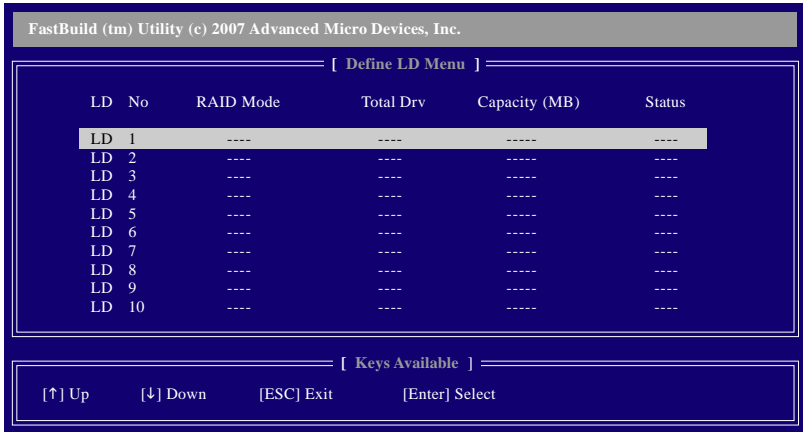 FastBuild (tm) Utility (c) 2007 Advanced Micro Devices, Inc.
[ Define LD Menu ]
LD No RAID Mode Total Drv Capacity (MB) Status
LD 1 ---- ---- ----- ----
LD 2 ---- ---- ----- ----
LD 3 ---- ---- ----- ----
LD 4 ---- ---- ----- ----
LD 5 ---- ---- ----- ----
LD 6 ---- ---- ----- ----
LD 7 ---- ---- ----- ----
LD 8 ---- ---- ----- ----
LD 9 ---- ---- ----- ----
LD 10 ---- ---- ----- ----
[ Keys Available ]
[↑] Up [↓] Down [ESC] Exit [Enter] Select